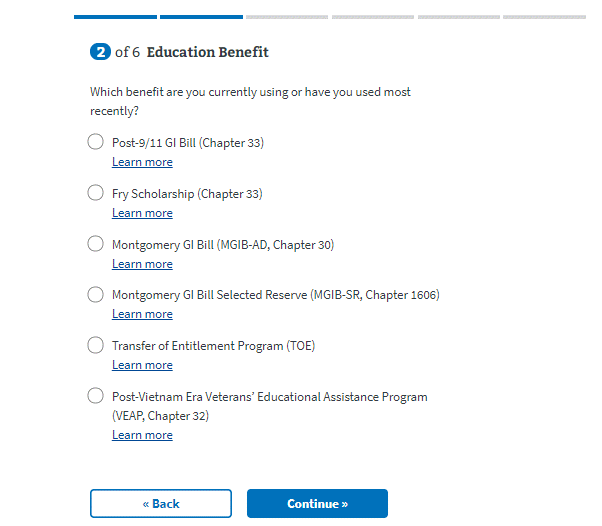 2 of 6 Education Benefit
Which benefit are you currently using or have you used most
recently?
Post-9/11 GI Bill (Chapter 33)
Learn more
Fry Scholarship (Chapter 33)
Learn more
Montgomery GI Bill (MGIB-AD, Chapter 30)
Learn more
Montgomery GI Bill Selected Reserve (MGIB-SR, Chapter 1606)
Learn more
Transfer of Entitlement Program (TOE)
Learn more
Post-Vietnam Era Veterans’ Educational Assistance Program
(VEAP, Chapter 32)
Learn more
« Back
Continue »